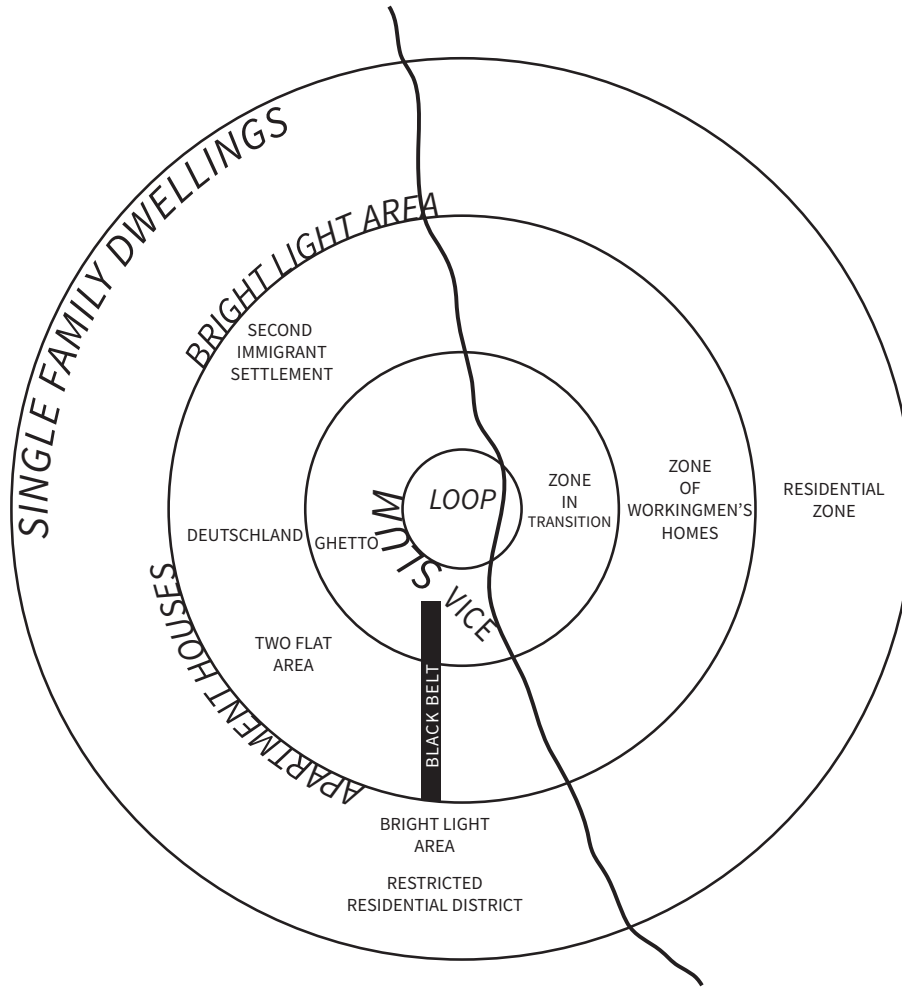 SINGLE FAMILY DWELLINGS
BRIGHT LIGHT AREA
SECOND
IMMIGRANT
SETTLEMENT
LOOP
ZONE
IN
TRANSITION
ZONE
OF
WORKINGMEN'S
HOMES
RESIDENTIAL
ZONE
DEUTSCHLAND
GHETTO
SLUM
VICE
TWO FLAT
AREA
BLACK BELT
APARTMENT HOUSES
BRIGHT LIGHT
AREA
RESTRICTED
RESIDENTIAL DISTRICT